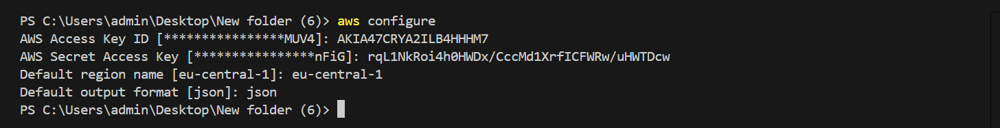 PS C:\Users\admin\Desktop\New folder (6)> aws configure
AWS Access Key ID [****************MUV4]: AKIA47CRYA2ILB4HHHM7
AWS Secret Access Key [****************nFiG]: 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
Default region name [eu-central-1]: eu-central-1
Default output format [json]: json
PS C:\Users\admin\Desktop\New folder (6)>